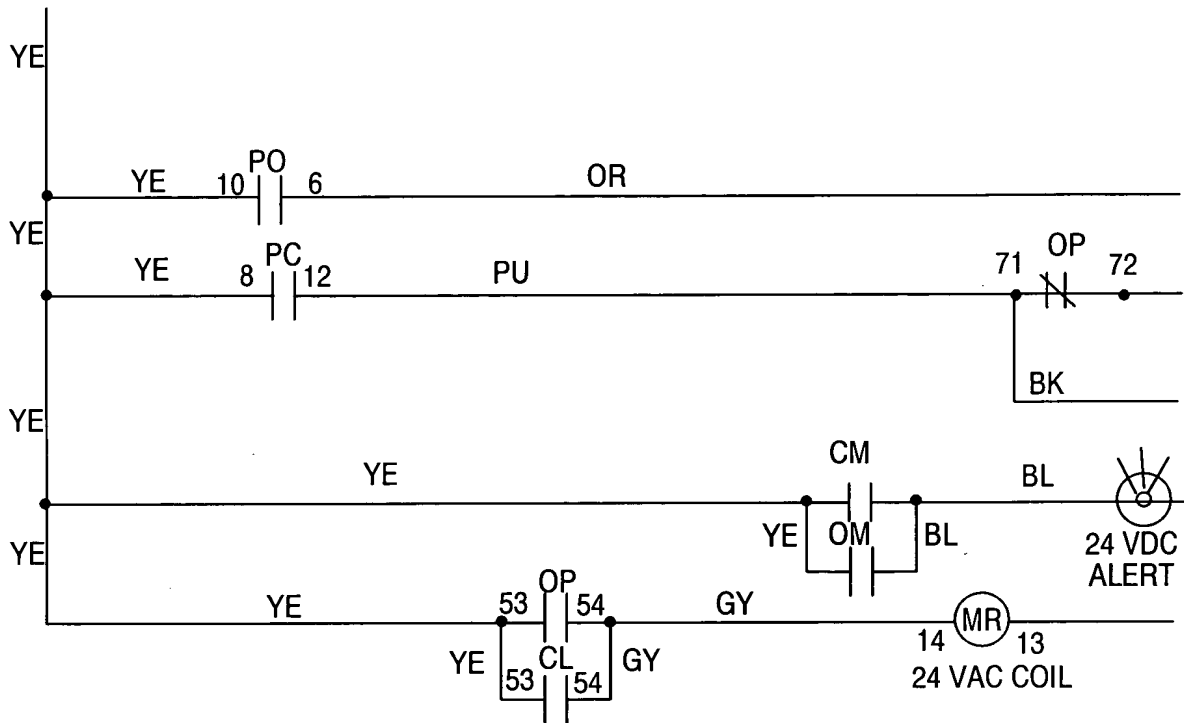 YE
PO
YE 10 6 OR
YE
PC
OP
YE 8 12 PU 71 72
BK
YE
CM
YE BL
YE OM BL
24 VDC
ALERT
YE
OP
YE 53 54 GY
MR
14 13
YE CL GY
53 54
24 VAC COIL